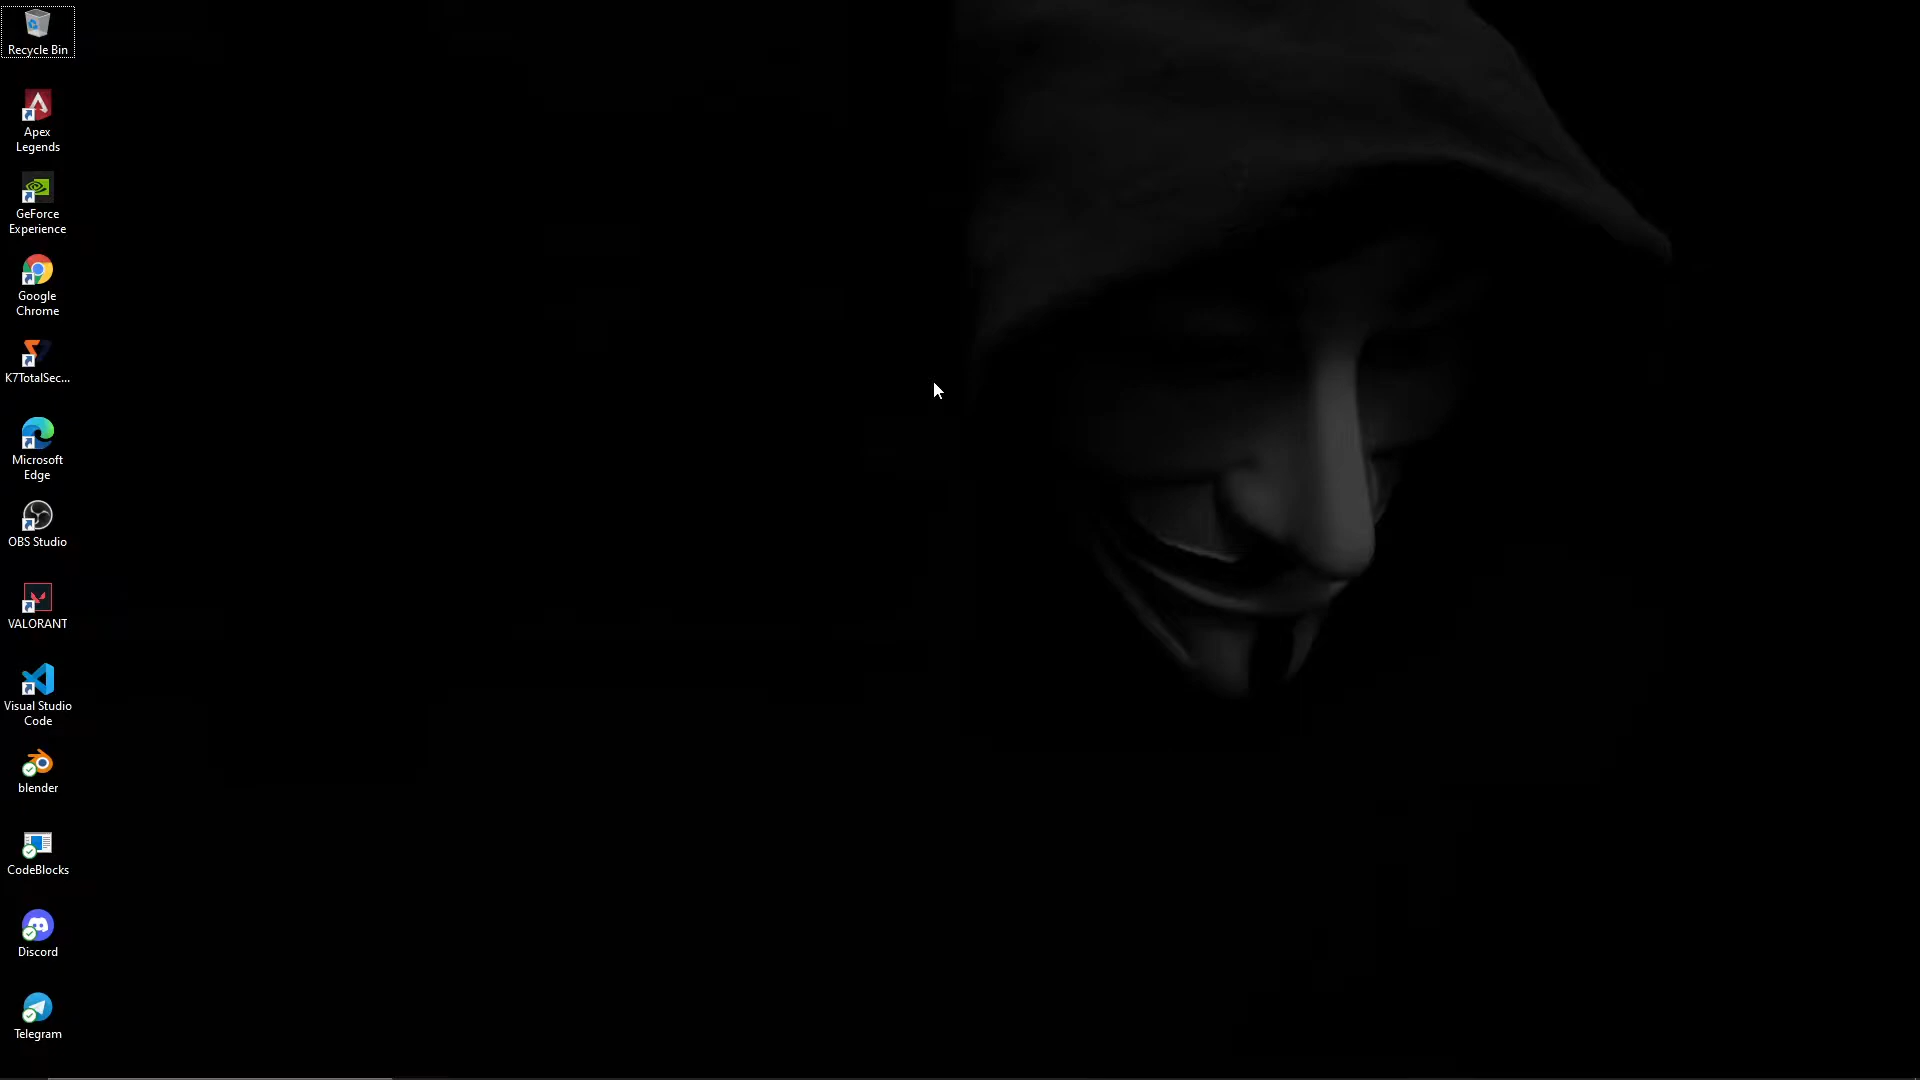 Recycle Bin
Apex
Legends
GeForce
Experience
Google
Chrome
K7TotalSec...
Microsoft
Edge
OBS Studio
VALORANT
Visual Studio
Code
blender
CodeBlocks
Discord
Telegram